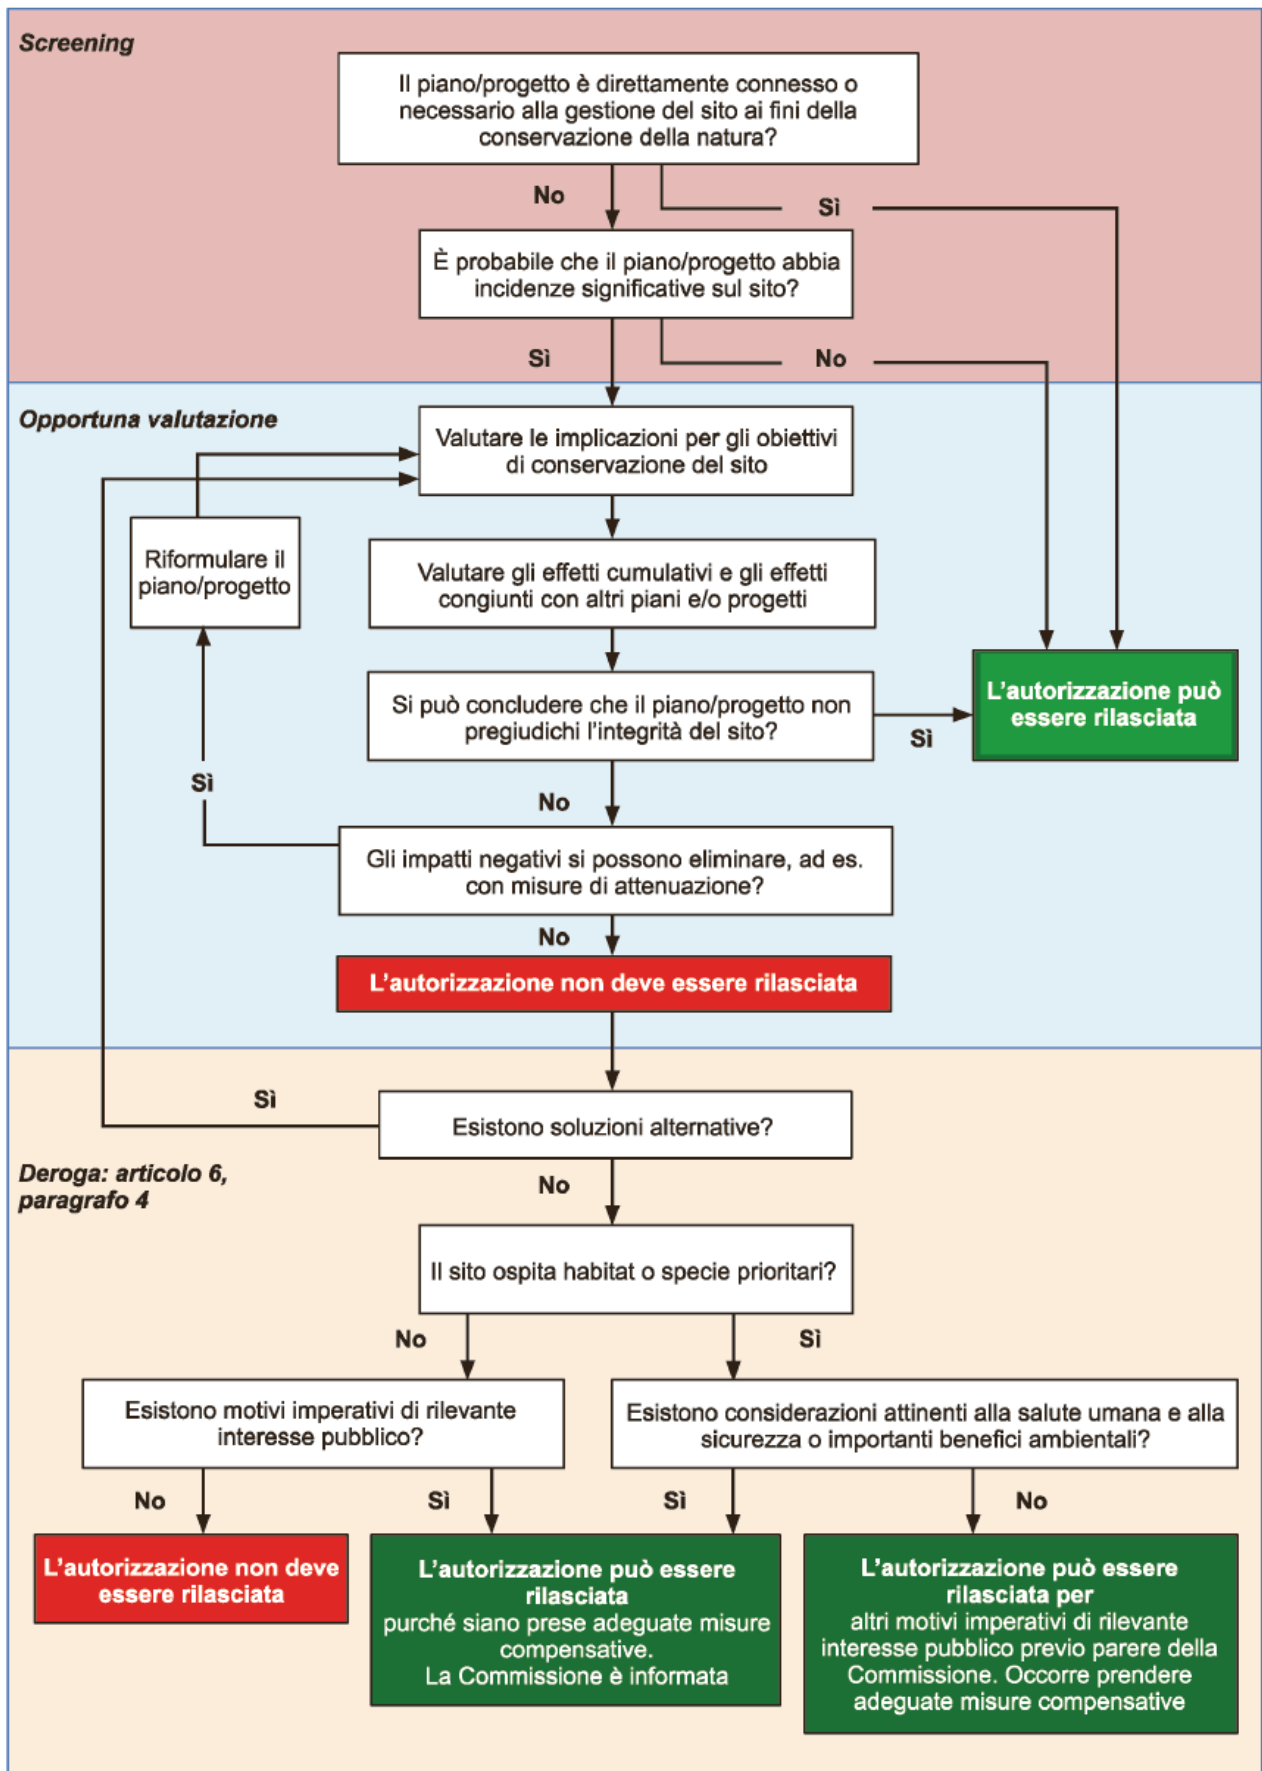 Screening
Il piano/progetto è direttamente connesso o
necessario alla gestione del sito ai fini della
conservazione della natura?
No
Sì
È probabile che il piano/progetto abbia
incidenze significative sul sito?
Sì
No
Opportuna valutazione
Valutare le implicazioni per gli obiettivi
di conservazione del sito
Riformulare il
piano/progetto
Valutare gli effetti cumulativi e gli effetti
congiunti con altri piani e/o progetti
Si può concludere che il piano/progetto non
pregiudichi l'integrità del sito?
Sì
L'autorizzazione può
essere rilasciata
Sì
No
Gli impatti negativi si possono eliminare, ad es.
con misure di attenuazione?
No
L'autorizzazione non deve essere rilasciata
Sì
Esistono soluzioni alternative?
Deroga: articolo 6,
paragrafo 4
No
Il sito ospita habitat o specie prioritari?
No
Sì
Esistono motivi imperativi di rilevante
interesse pubblico?
Esistono considerazioni attinenti alla salute umana e alla
sicurezza o importanti benefici ambientali?
No
Sì
Sì
No
L'autorizzazione non deve
essere rilasciata
L'autorizzazione può essere
rilasciata
purché siano prese adeguate misure
compensative.
La Commissione è informata
L'autorizzazione può essere
rilasciata per
altri motivi imperativi di rilevante
interesse pubblico previo parere della
Commissione. Occorre prendere
adeguate misure compensative